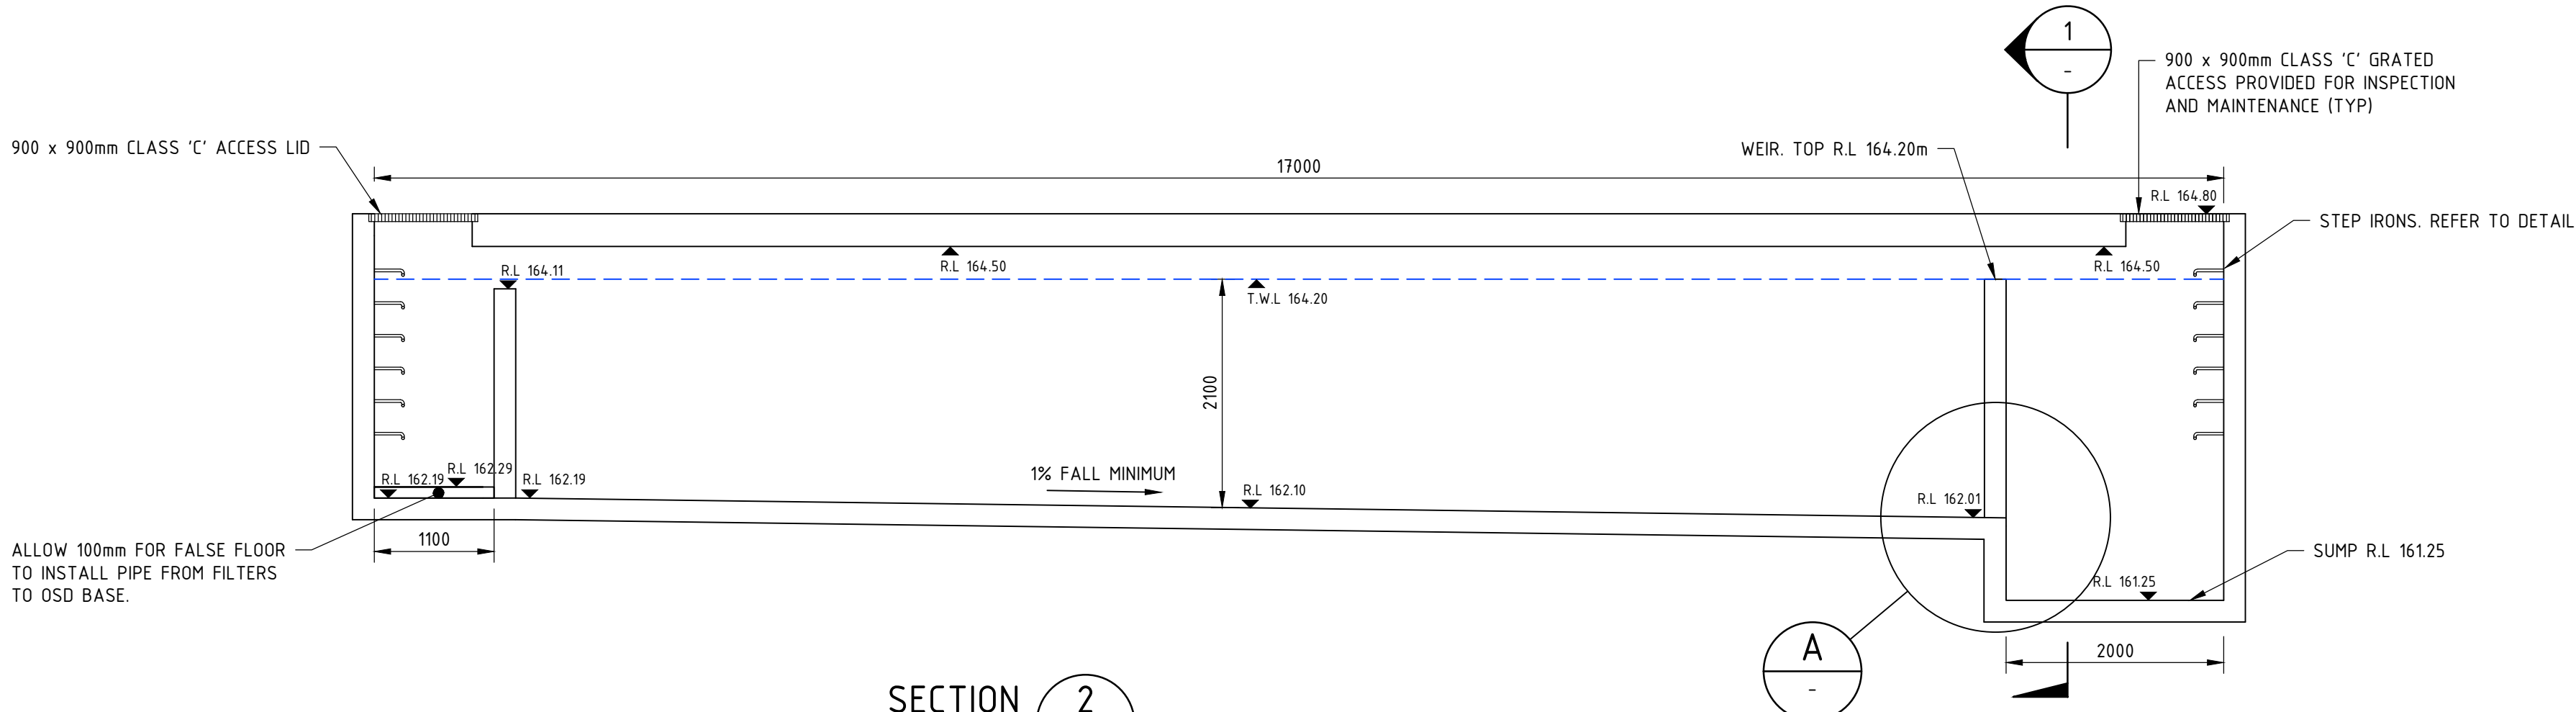 1
-
900 x 900mm CLASS 'C' GRATED
ACCESS PROVIDED FOR INSPECTION
AND MAINTENANCE (TYP)
900 x 900mm CLASS 'C' ACCESS LID
WEIR. TOP R.L 164.20m
17000
R.L 164.80
STEP IRONS. REFER TO DETAIL
R.L 164.11
R.L 164.50
R.L 164.50
T.W.L 164.20
2100
R.L 162.29
R.L 162.19
R.L 162.19
1% FALL MINIMUM
R.L 162.10
R.L 162.01
1100
ALLOW 100mm FOR FALSE FLOOR
TO INSTALL PIPE FROM FILTERS
TO OSD BASE.
SUMP R.L 161.25
R.L 161.25
2000
A
-
SECTION
2